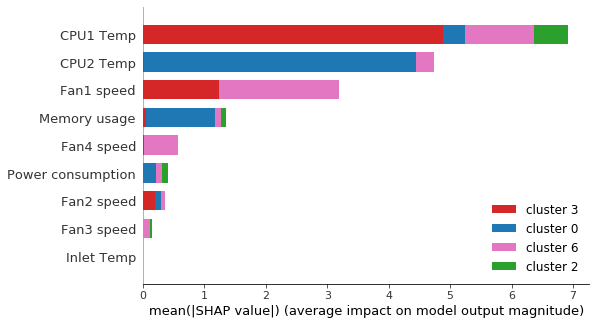 CPU1 Temp
CPU2 Temp
Fan1 speed
Memory usage
Fan4 speed
Power consumption
Fan2 speed
Fan3 speed
Inlet Temp
cluster 3
cluster 0
cluster 6
cluster 2
0 1 2 3 4 5 6 7
mean(|SHAP value|) (average impact on model output magnitude)